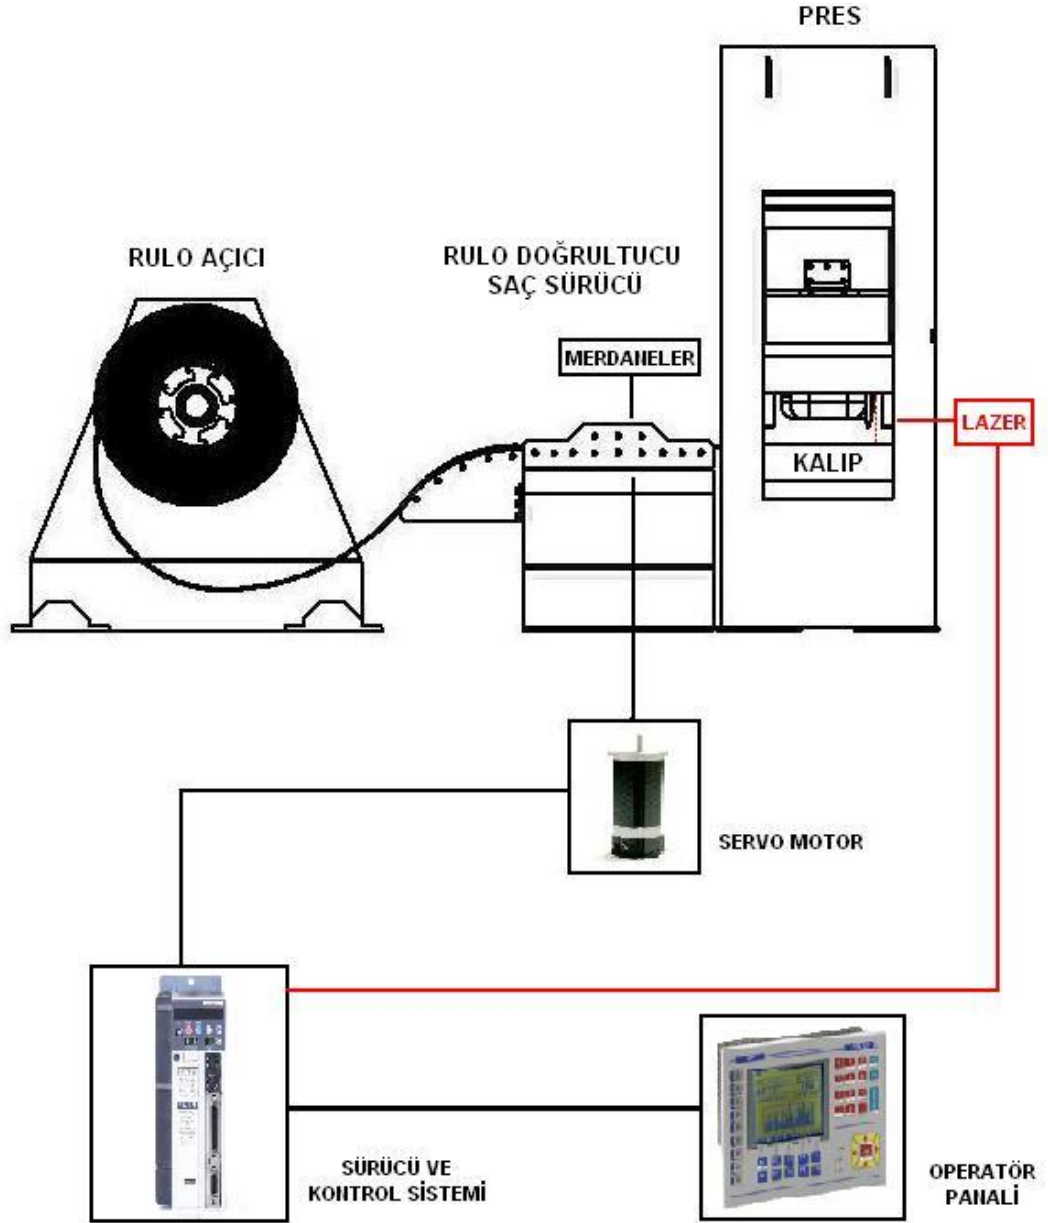 PRES
RULO AÇICI
RULO DOĞRULTUCU
SAÇ SÜRÜCÜ
MERDANELER
LAZER
KALIP
SERVO MOTOR
SÜRÜCÜ VE
KONTROL SİSTEMİ
OPERATÖR
PANALİ